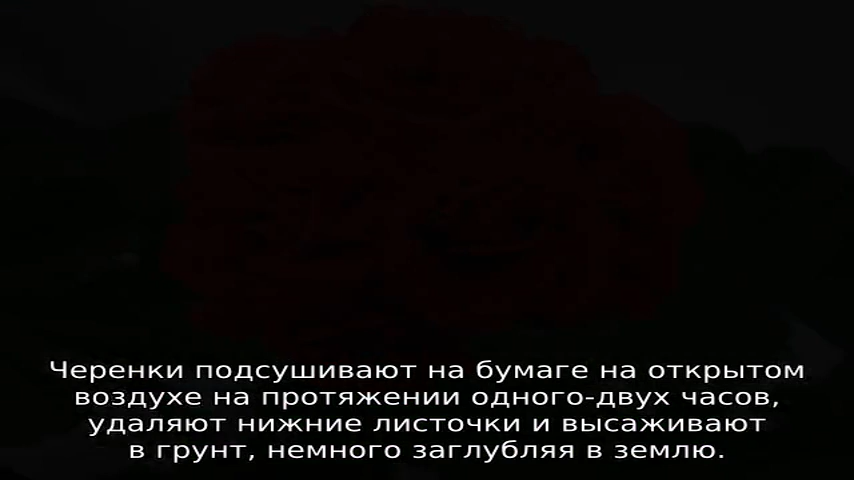 Черенки подсушивают на бумаге на открытом
воздухе на протяжении одного-двух часов,
удаляют нижние листочки и высаживают
в грунт, немного заглубляя в землю.